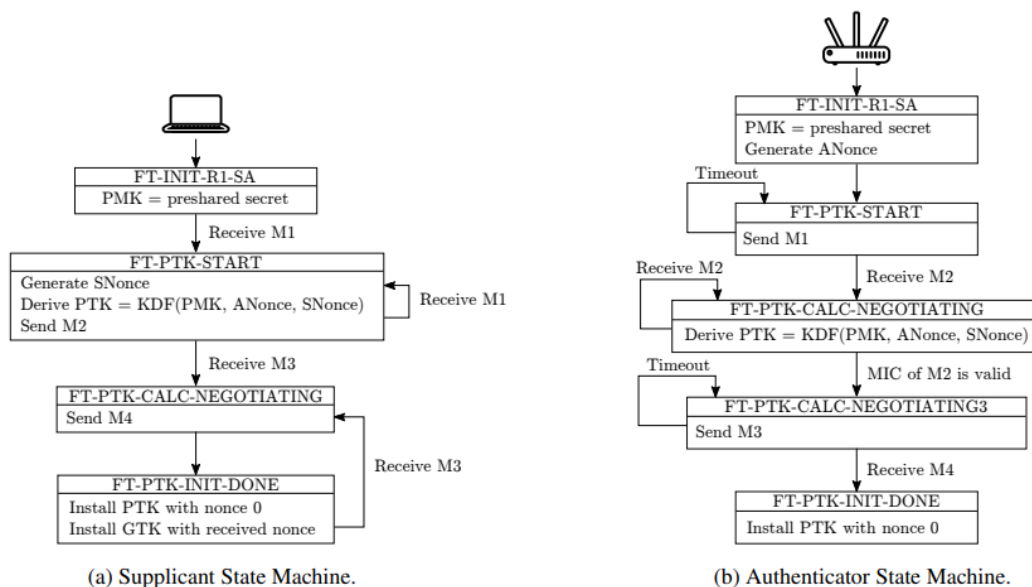 FT-INIT-R1-SA
PMK = preshared secret
Receive M1
FT-PTK-START
Generate SNonce
Derive PTK = KDF(PMK, ANonce, SNonce)
Send M2
Receive M1
Receive M3
FT-PTK-CALC-NEGOTIATING
Send M4
Receive M3
FT-PTK-INIT-DONE
Install PTK with nonce 0
Install GTK with received nonce
(a) Supplicant State Machine.
FT-INIT-R1-SA
PMK = preshared secret
Generate ANonce
Timeout
FT-PTK-START
Send M1
Receive M2
Receive M2
FT-PTK-CALC-NEGOTIATING
Derive PTK = KDF(PMK, ANonce, SNonce)
Timeout
MIC of M2 is valid
FT-PTK-CALC-NEGOTIATING3
Send M3
Receive M4
FT-PTK-INIT-DONE
Install PTK with nonce 0
(b) Authenticator State Machine.